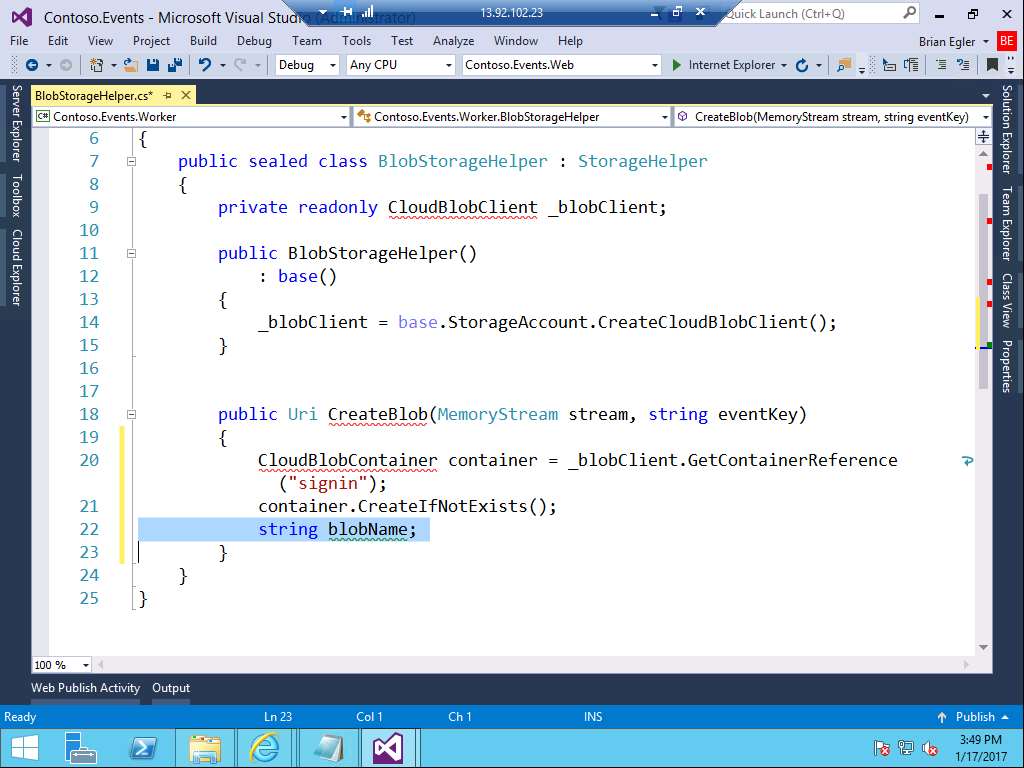 Contoso.Events - Microsoft Visual Studio (Administrator)
13.92.102.23
Quick Launch (Ctrl+Q)
File Edit View Project Build Debug Team Tools Test Analyze Window Help
Brian Egler
BE
Debug Any CPU Contoso.Events.Web Internet Explorer
BlobStorageHelper.cs*
C# Contoso.Events.Worker Contoso.Events.Worker.BlobStorageHelper CreateBlob(MemoryStream stream, string eventKey)
Server Explorer
Toolbox
Cloud Explorer
6 {
7 public sealed class BlobStorageHelper : StorageHelper
8 {
9 private readonly CloudBlobClient _blobClient;
10
11 public BlobStorageHelper()
12 : base()
13 {
14 _blobClient = base.StorageAccount.CreateCloudBlobClient();
15 }
16
17
18 public Uri CreateBlob(MemoryStream stream, string eventKey)
19 {
20 CloudBlobContainer container = _blobClient.GetContainerReference
("signin");
21 container.CreateIfNotExists();
22 string blobName;
23 }
24 }
25 }
Solution Explorer
Team Explorer
Class View
Properties
100 %
Web Publish Activity Output
Ready Ln 23 Col 1 Ch 1 INS Publish
3:49 PM
1/17/2017